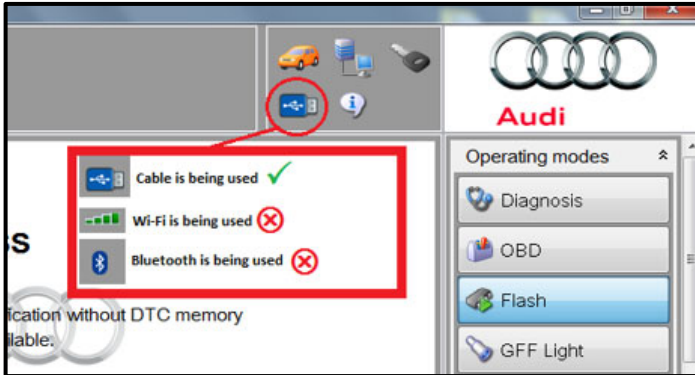 Audi
Cable is being used
Wi-Fi is being used
Bluetooth is being used
ss
fication without DTC memory
ilable.
Operating modes
Diagnosis
OBD
Flash
GFF Light